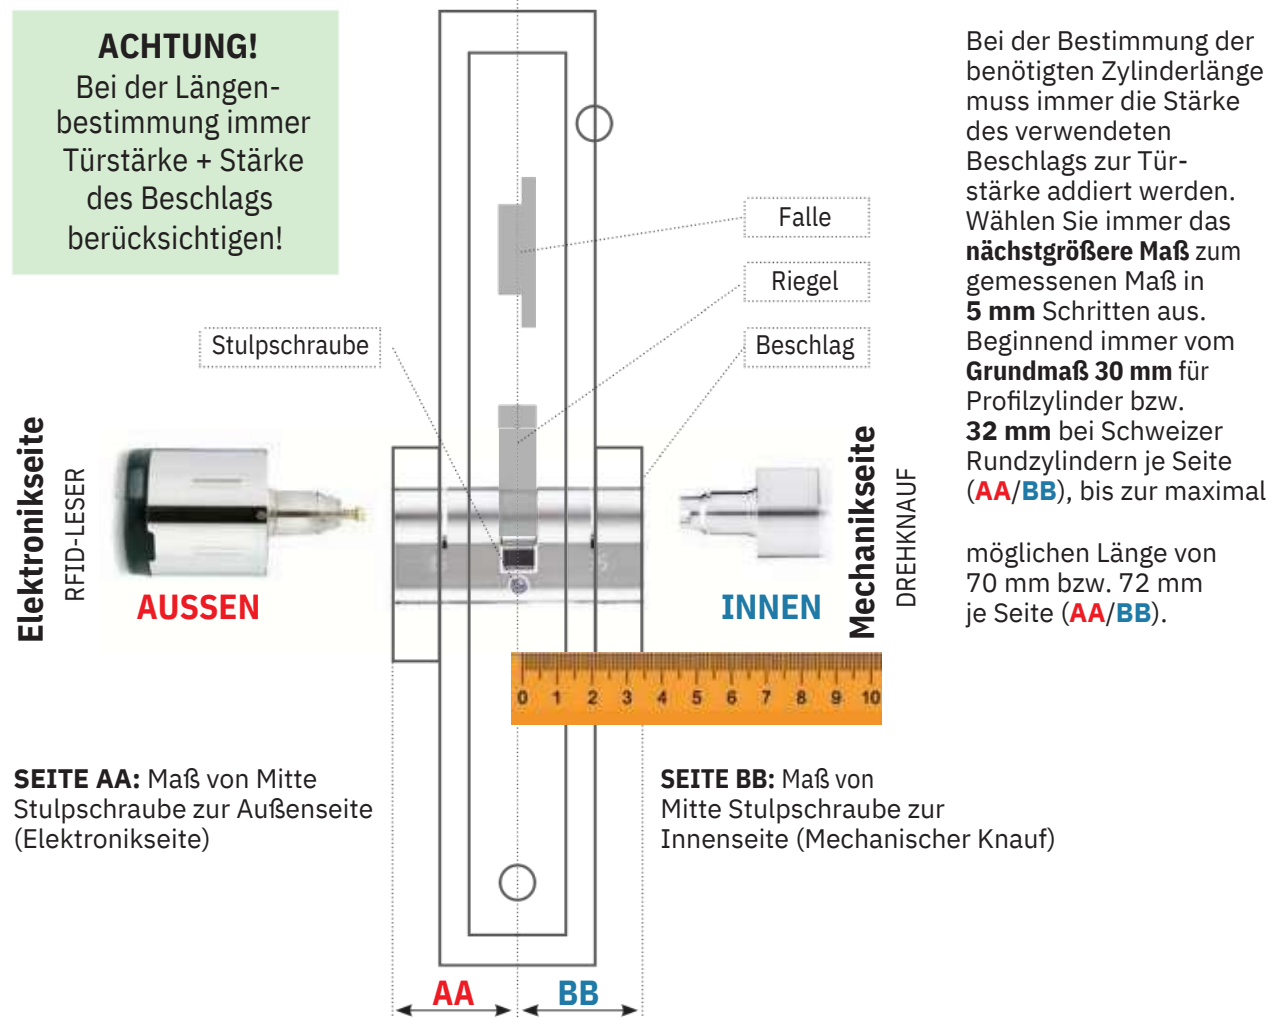 ACHTUNG!
Bei der Längen-
bestimmung immer
Türstärke + Stärke
des Beschlags
berücksichtigen!
Bei der Bestimmung der
benötigten Zylinderlänge
muss immer die Stärke
des verwendeten
Beschlags zur Tür-
stärke addiert werden.
Wählen Sie immer das
nächstgrößere Maß zum
gemessenen Maß in
5 mm Schritten aus.
Beginnend immer vom
Grundmaß 30 mm für
Profilzylinder bzw.
32 mm bei Schweizer
Rundzylindern je Seite
(AA/BB), bis zur maximal
möglichen Länge von
70 mm bzw. 72 mm
je Seite (AA/BB).
Falle
Riegel
Beschlag
Stulpschraube
Elektronikseite
RFID-LESER
AUSSEN
INNEN
Mechanikseite
DREHKNAUF
0 1 2 3 4 5 6 7 8 9 10
SEITE AA: Maß von Mitte
Stulpschraube zur Außenseite
(Elektronikseite)
SEITE BB: Maß von
Mitte Stulpschraube zur
Innenseite (Mechanischer Knauf)
AA
BB